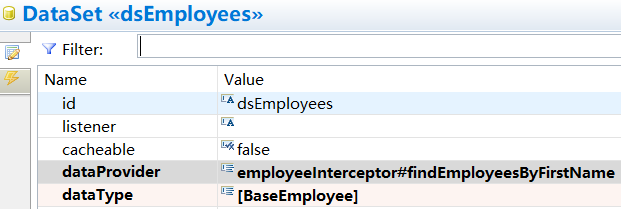 DataSet «dsEmployees»
Filter:
Name Value
id dsEmployees
listener
cacheable false
dataProvider employeeInterceptor#findEmployeesByFirstName
dataType [BaseEmployee]